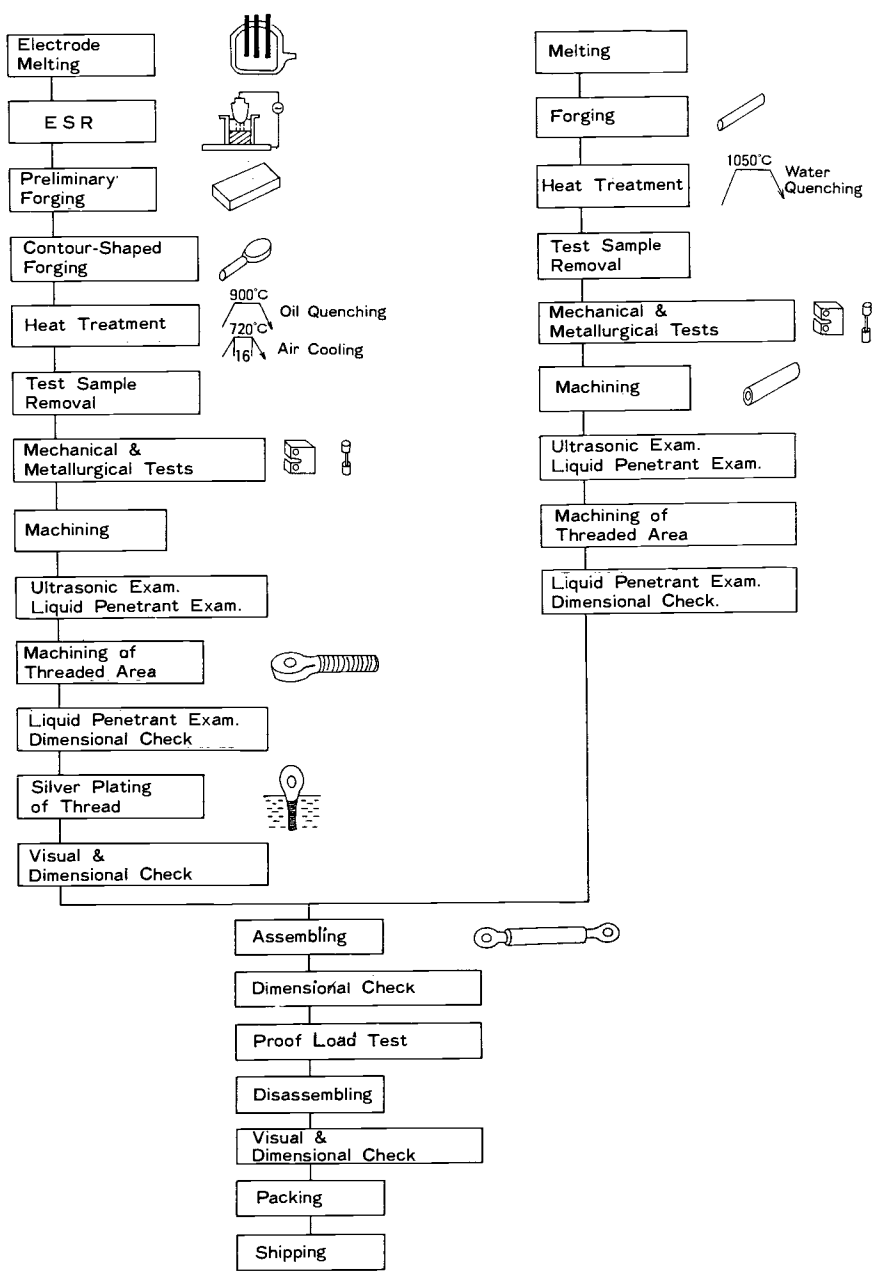 Electrode
Melting
ESR
Preliminary
Forging
Contour-Shaped
Forging
Heat Treatment
900°C
Oil Quenching
720°C
16
Air Cooling
Test Sample
Removal
Mechanical &
Metallurgical Tests
Machining
Ultrasonic Exam.
Liquid Penetrant Exam.
Machining of
Threaded Area
Liquid Penetrant Exam.
Dimensional Check
Silver Plating
of Thread
Visual &
Dimensional Check
Melting
Forging
Heat Treatment
1050°C
Water
Quenching
Test Sample
Removal
Mechanical &
Metallurgical Tests
Machining
Ultrasonic Exam.
Liquid Penetrant Exam.
Machining of
Threaded Area
Liquid Penetrant Exam.
Dimensional Check.
Assembling
Dimensional Check
Proof Load Test
Disassembling
Visual &
Dimensional Check
Packing
Shipping